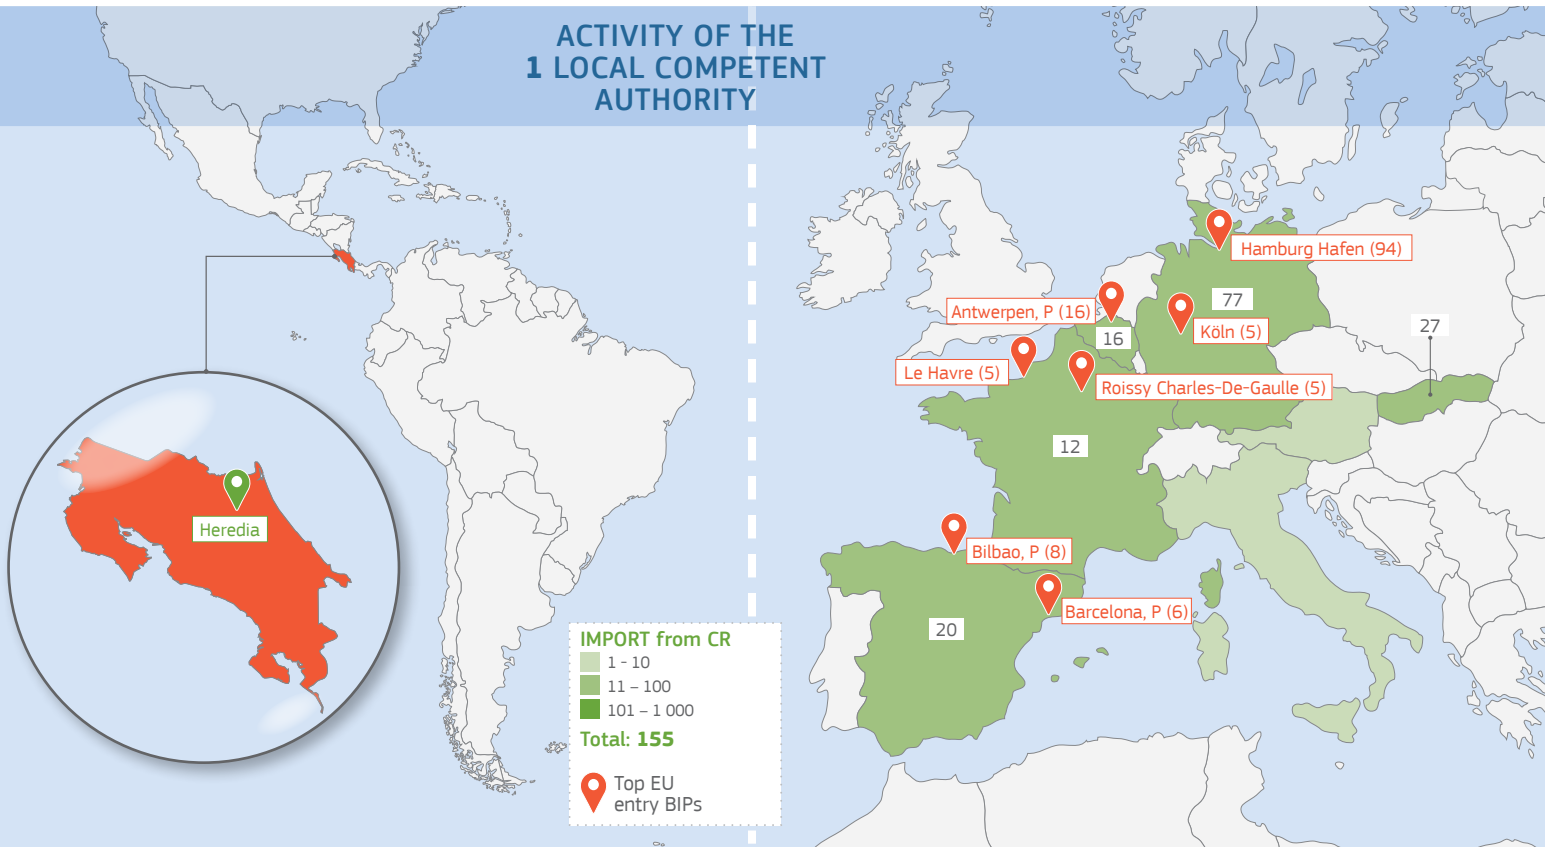 ACTIVITY OF THE
1 LOCAL COMPETENT
AUTHORITY
Heredia
IMPORT from CR
1 - 10
11 – 100
101 – 1 000
Total: 155
Top EU
entry BIPs
Hamburg Hafen (94)
77
Antwerpen, P (16)
16
Köln (5)
27
Le Havre (5)
Roissy Charles-De-Gaulle (5)
12
Bilbao, P (8)
Barcelona, P (6)
20